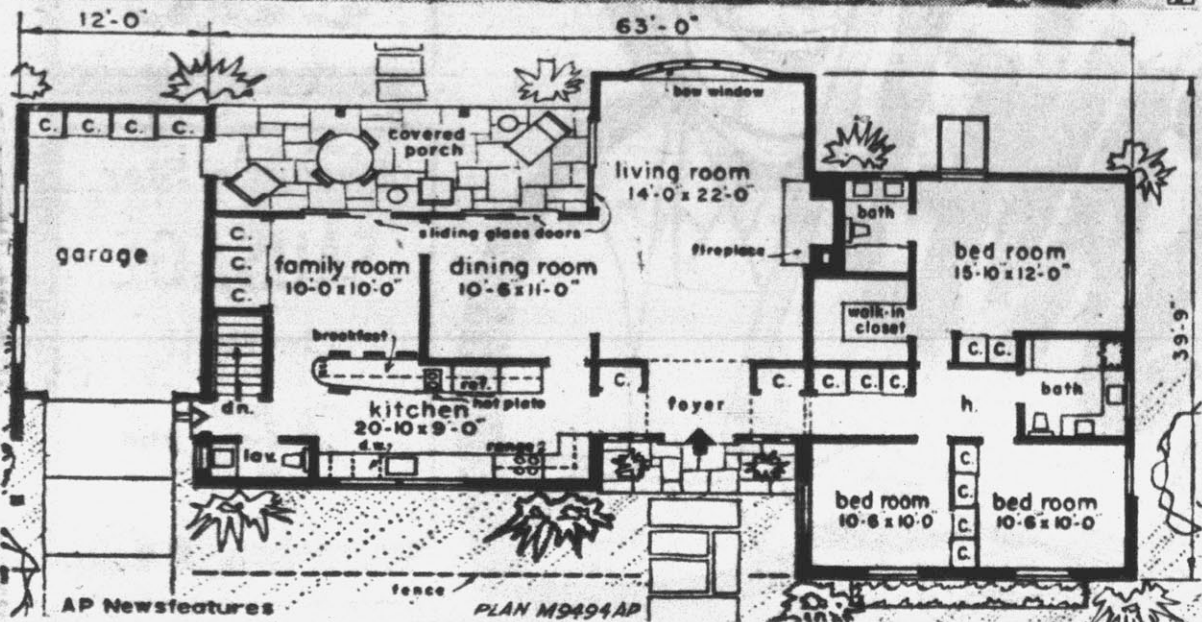 12'-0"
63'-0"
bow window
C. C. C. C.
covered
porch
living room
14'-0 x 22'-0"
bath
garage
C.
C.
C.
sliding glass doors
fireplace
family room
10'-0 x 10'-0"
dining room
10'-6 x 11'-0"
bed room
15'-10 x 12'-0"
walk-in
closet
39'-9"
breakfast
ref.
hot plate
C.
C.
C. C. C.
C. C.
bath
dn.
kitchen
20-10 x 9'-0"
foyer
h.
lav.
d.w.
range
bed room
10'-6 x 10'-0
C.
C.
C.
C.
bed room
10'-6 x 10'-0
fence
AP Newsfeatures
PLAN M9494AP